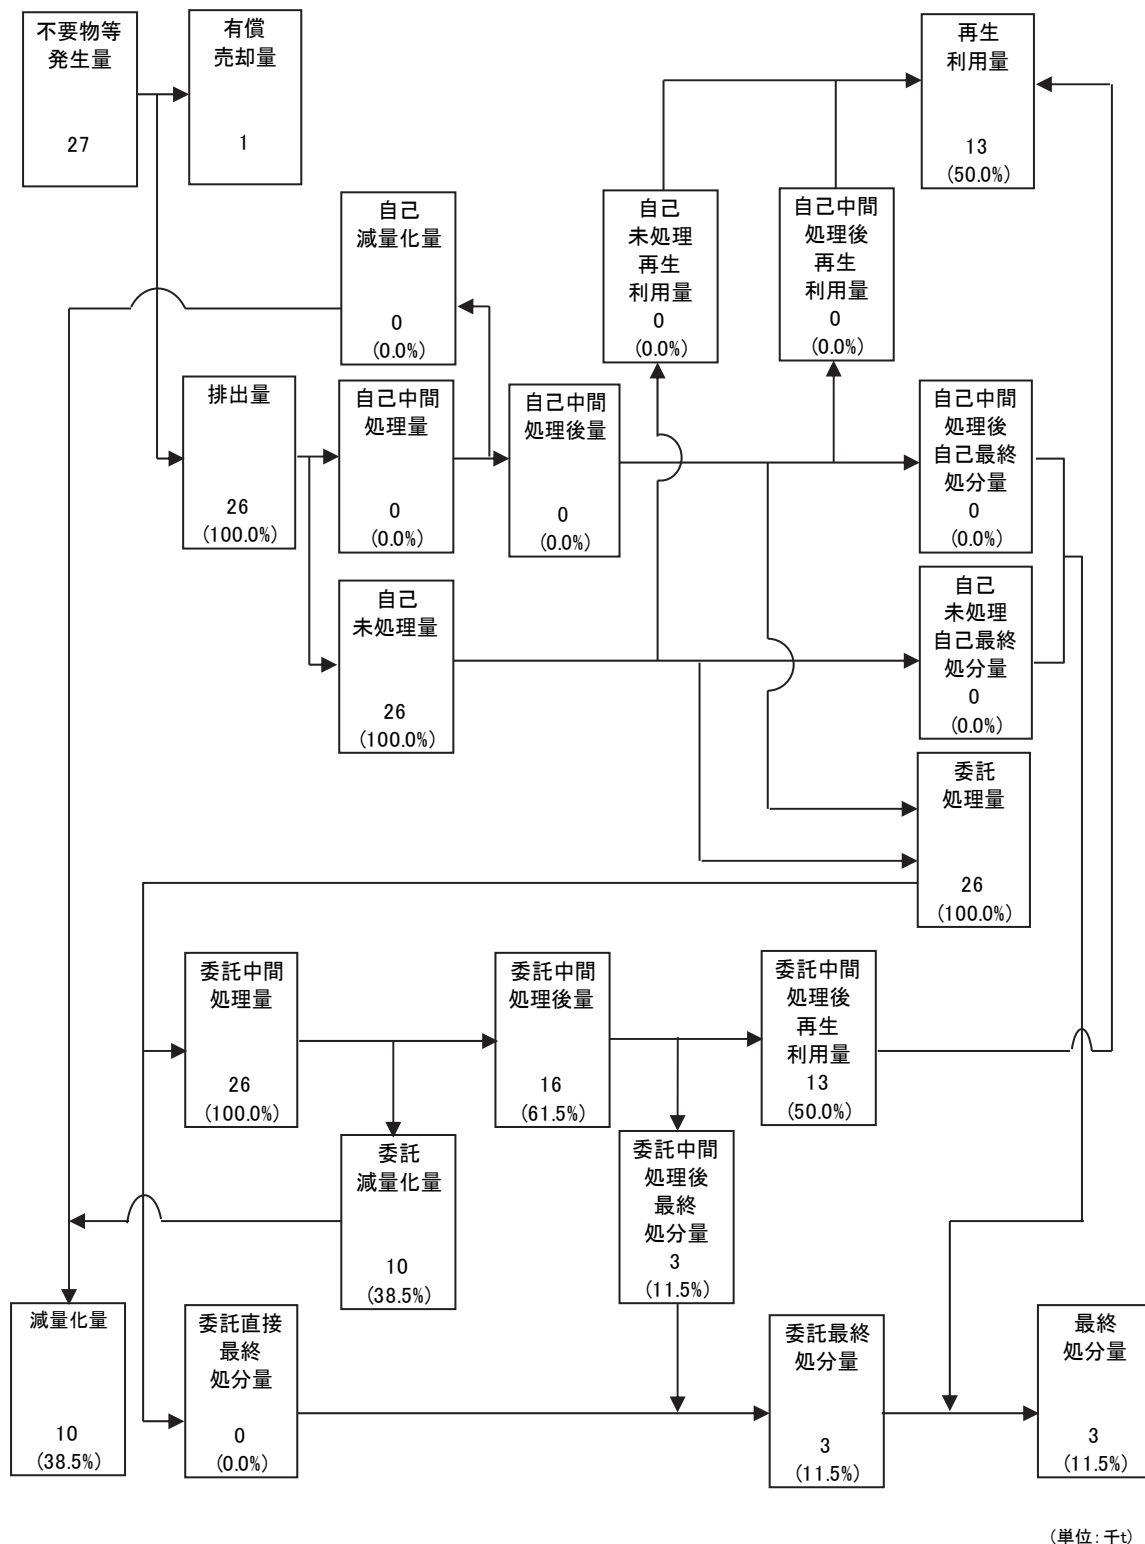 不要物等
発生量
27
有償
売却量
1
再生
利用量
13
(50.0%)
自己
減量化量
0
(0.0%)
自己
未処理
再生
利用量
0
(0.0%)
自己中間
処理後
再生
利用量
0
(0.0%)
排出量
26
(100.0%)
自己中間
処理量
0
(0.0%)
自己中間
処理後量
0
(0.0%)
自己中間
処理後
自己最終
処分量
0
(0.0%)
自己
未処理量
26
(100.0%)
自己
未処理
自己最終
処分量
0
(0.0%)
委託
処理量
26
(100.0%)
委託中間
処理量
26
(100.0%)
委託中間
処理後量
16
(61.5%)
委託中間
処理後
再生
利用量
13
(50.0%)
委託
減量化量
10
(38.5%)
委託中間
処理後
最終
処分量
3
(11.5%)
減量化量
10
(38.5%)
委託直接
最終
処分量
0
(0.0%)
委託最終
処分量
3
(11.5%)
最終
処分量
3
(11.5%)
(単位:千t)